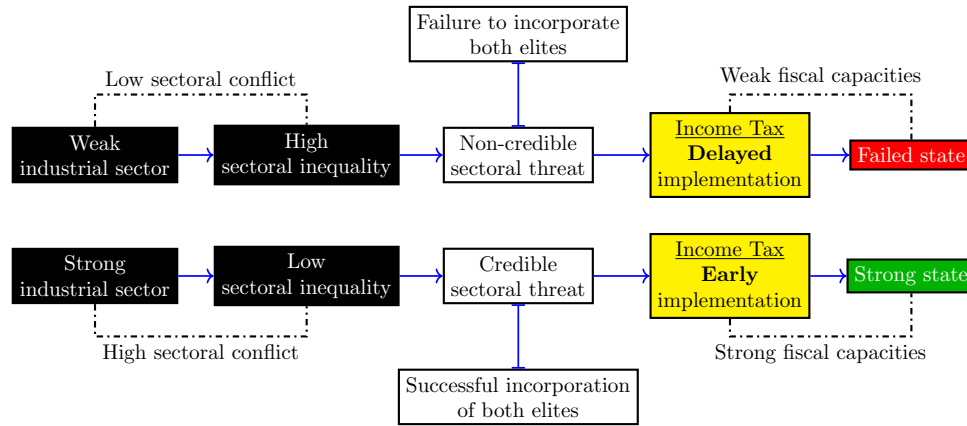 Failure to incorporate
both elites
Low sectoral conflict
Weak fiscal capacities
Weak
industrial sector
High
sectoral inequality
Non-credible
sectoral threat
Income Tax
Delayed
implementation
Failed state
Strong
industrial sector
Low
sectoral inequality
Credible
sectoral threat
Income Tax
Early
implementation
Strong state
High sectoral conflict
Strong fiscal capacities
Successful incorporation
of both elites